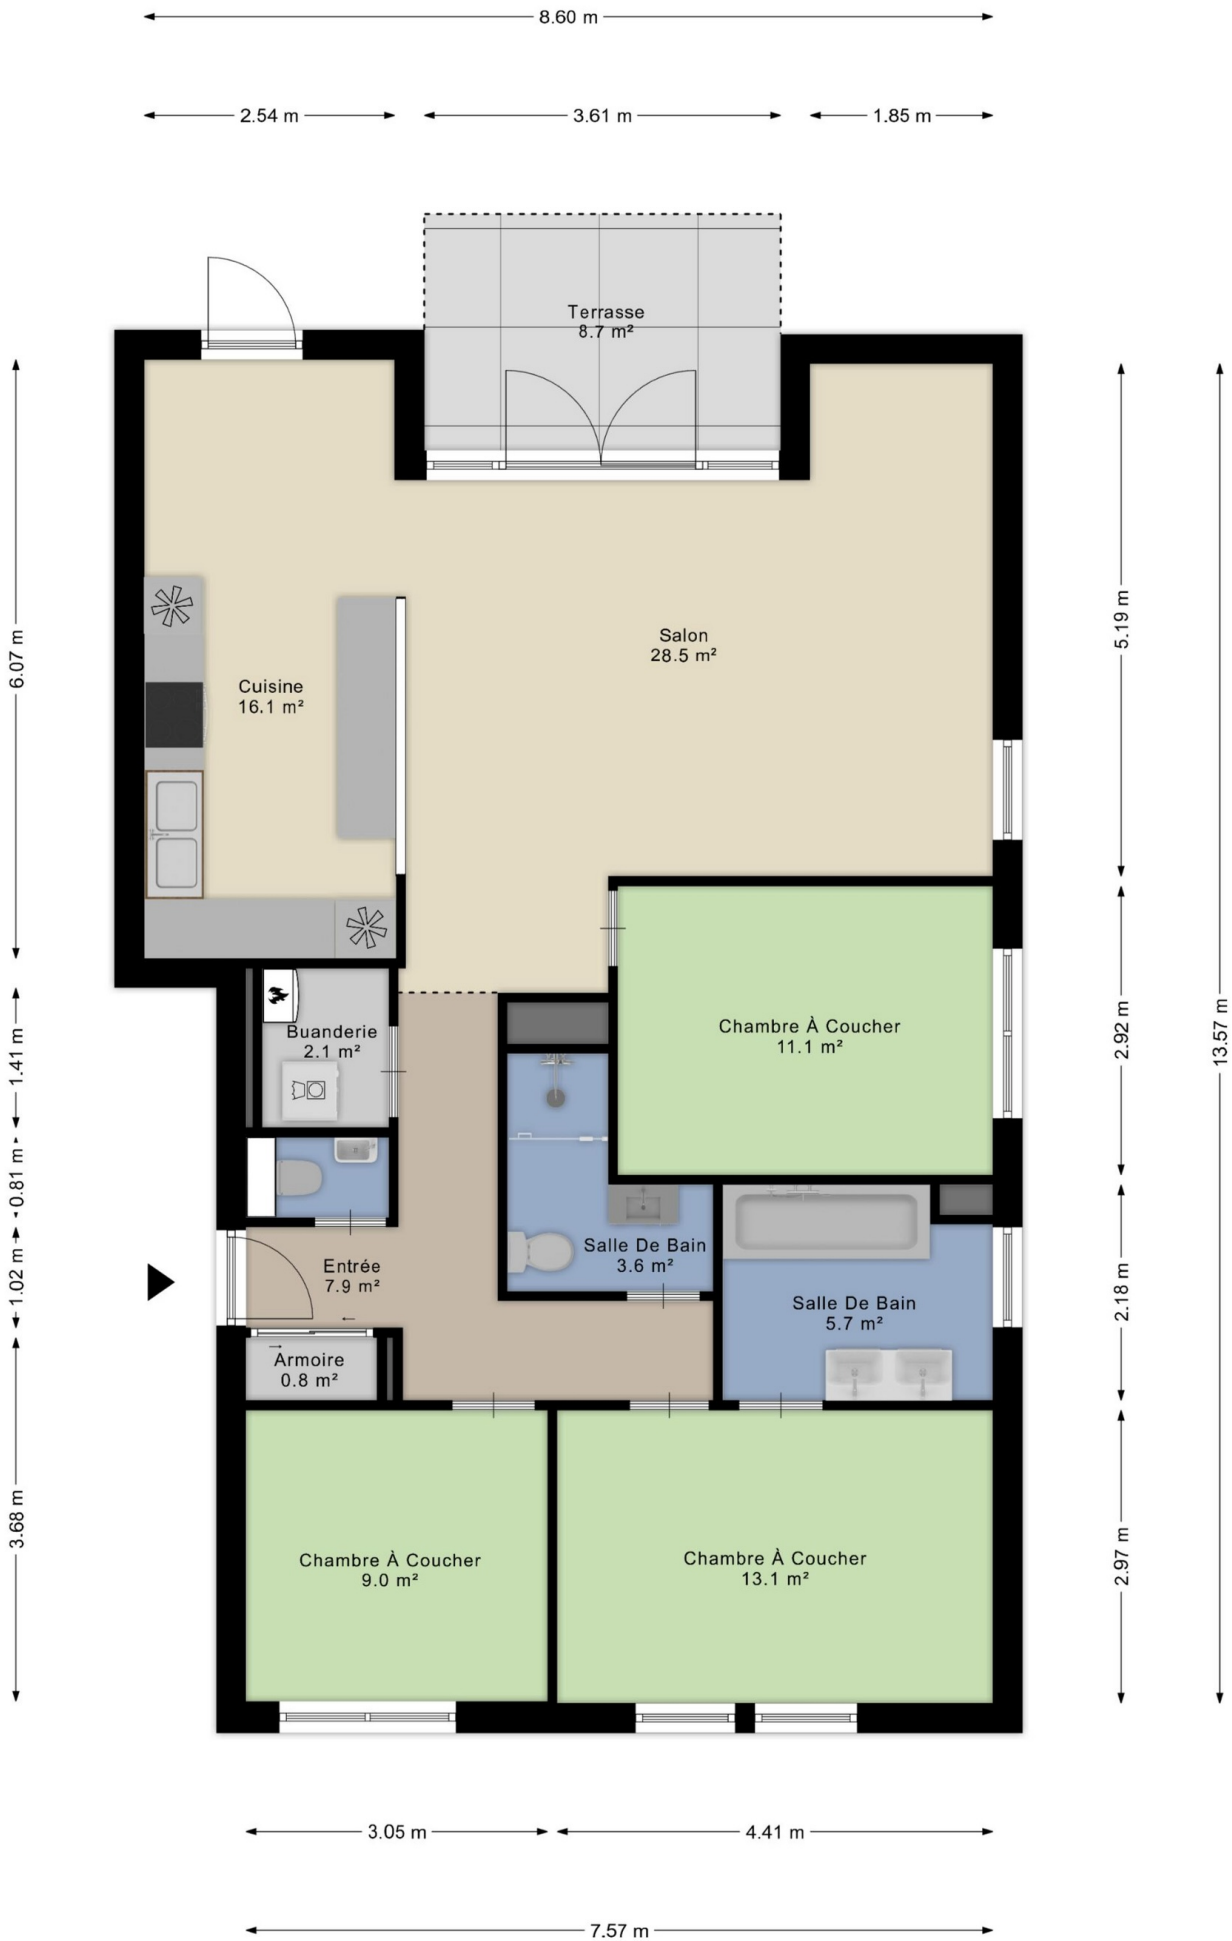 8.60 m
2.54 m
3.61 m
1.85 m
Terrasse
8.7 m²
6.07 m
5.19 m
Salon
28.5 m²
Cuisine
16.1 m²
13.57 m
1.41 m
Buanderie
2.1 m²
Chambre À Coucher
11.1 m²
2.92 m
0.81 m
1.02 m
Entrée
7.9 m²
Salle De Bain
3.6 m²
Salle De Bain
5.7 m²
2.18 m
Armoire
0.8 m²
3.68 m
Chambre À Coucher
9.0 m²
Chambre À Coucher
13.1 m²
2.97 m
3.05 m
4.41 m
7.57 m